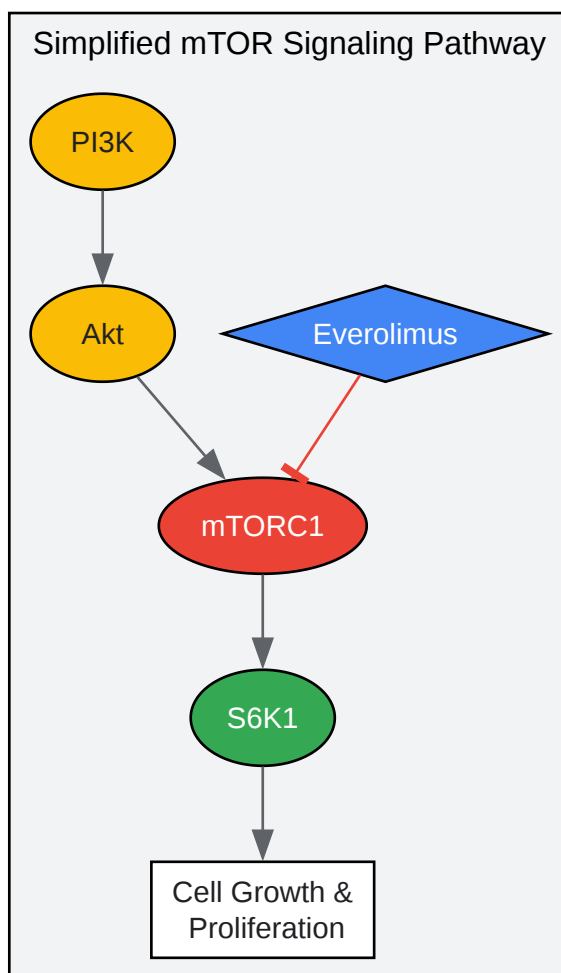 Simplified mTOR Signaling Pathway
PI3K
Akt
Everolimus
mTORC1
S6K1
Cell Growth &
Proliferation